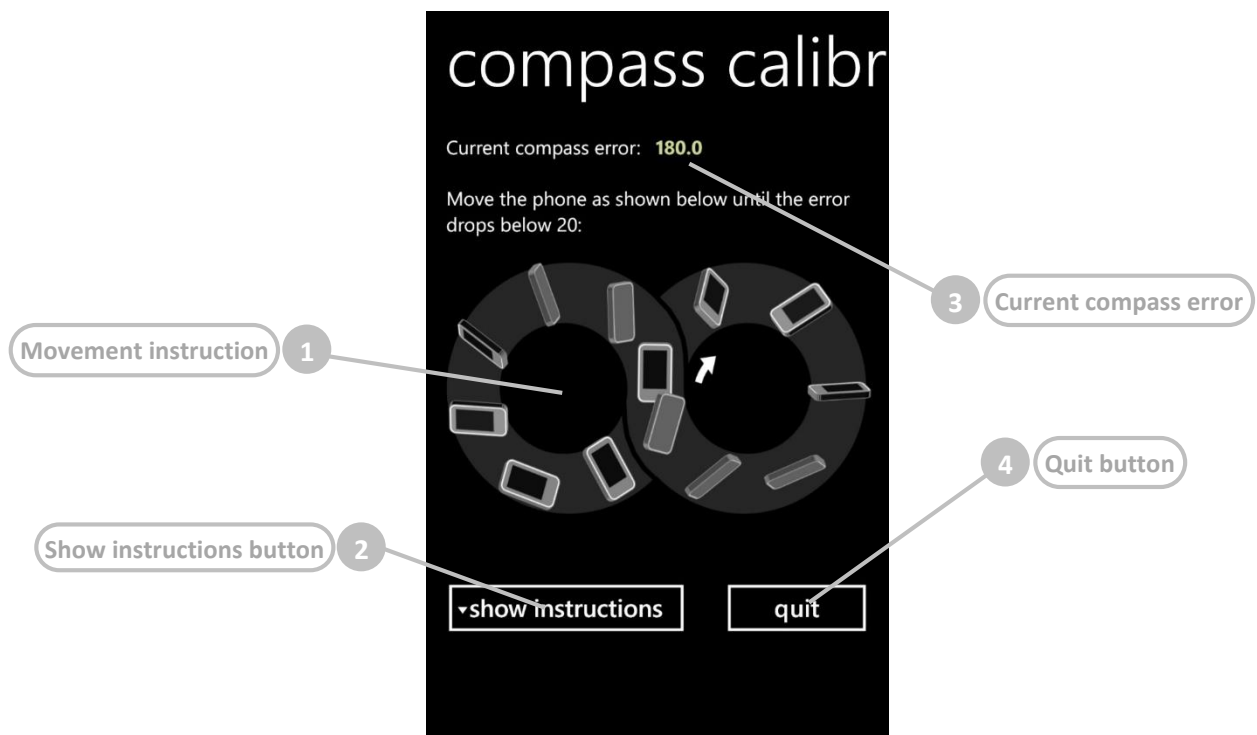 compass calibr
Current compass error: 180.0
Move the phone as shown below until the error
drops below 20:
3 Current compass error
Movement instruction 1
4 Quit button
Show instructions button 2
show instructions
quit